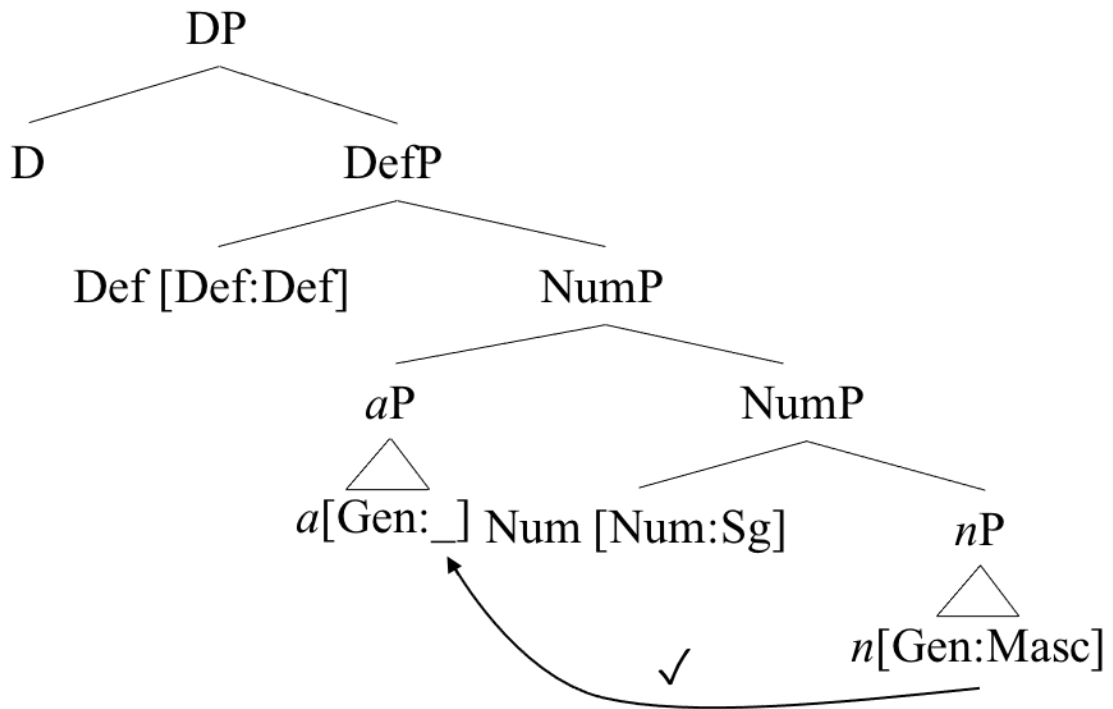 DP
D DefP
Def [Def:Def] NumP
aP NumP
a[Gen:_] Num [Num:Sg] nP
n[Gen:Masc]
✓